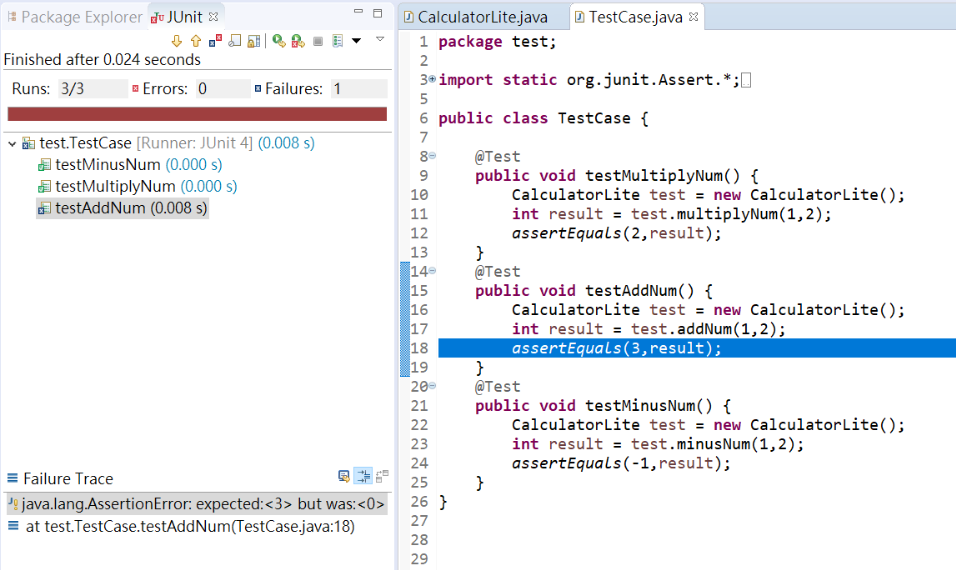 Package Explorer JUnit
Finished after 0.024 seconds
Runs: 3/3 Errors: 0 Failures: 1
test.TestCase [Runner: JUnit 4] (0.008 s)
testMinusNum (0.000 s)
testMultiplyNum (0.000 s)
testAddNum (0.008 s)
Failure Trace
java.lang.AssertionError: expected:<3> but was:<0>
at test.TestCase.testAddNum(TestCase.java:18)
CalculatorLite.java TestCase.java
1 package test;
2
3 import static org.junit.Assert.*;
5
6 public class TestCase {
7
8 @Test
9 public void testMultiplyNum() {
10 CalculatorLite test = new CalculatorLite();
11 int result = test.multiplyNum(1,2);
12 assertEquals(2,result);
13 }
14 @Test
15 public void testAddNum() {
16 CalculatorLite test = new CalculatorLite();
17 int result = test.addNum(1,2);
18 assertEquals(3,result);
19 }
20 @Test
21 public void testMinusNum() {
22 CalculatorLite test = new CalculatorLite();
23 int result = test.minusNum(1,2);
24 assertEquals(-1,result);
25 }
26 }
27
28
29